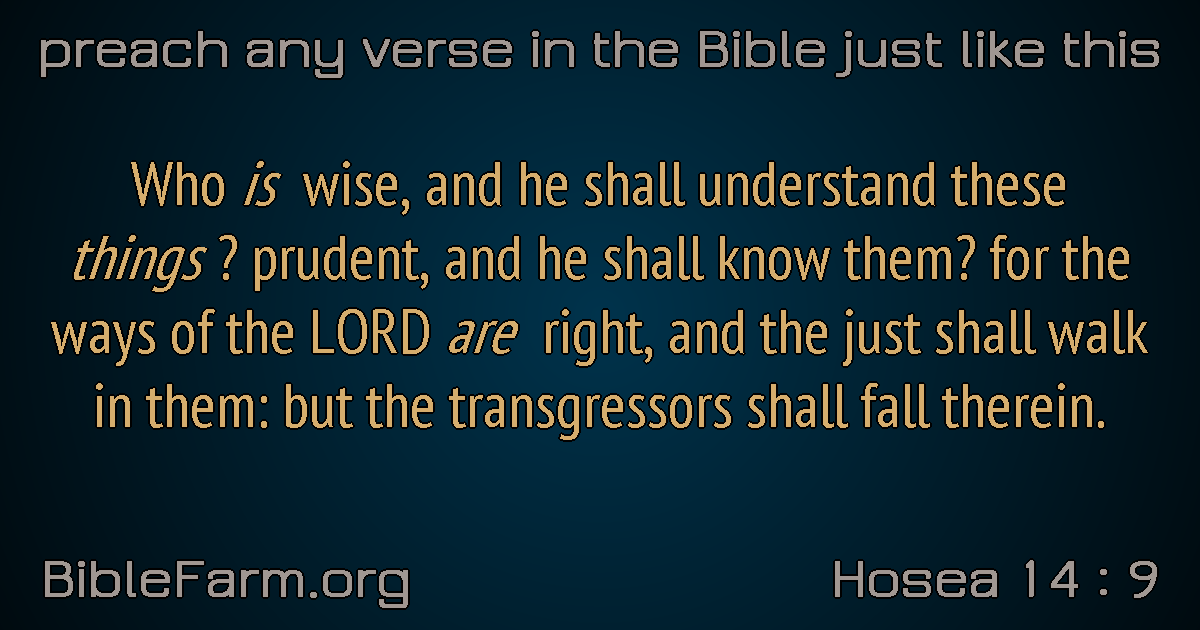 preach any verse in the Bible just like this
Who is wise, and he shall understand these
things ? prudent, and he shall know them? for the
ways of the LORD are right, and the just shall walk
in them: but the transgressors shall fall therein.
BibleFarm.org
Hosea 14 : 9